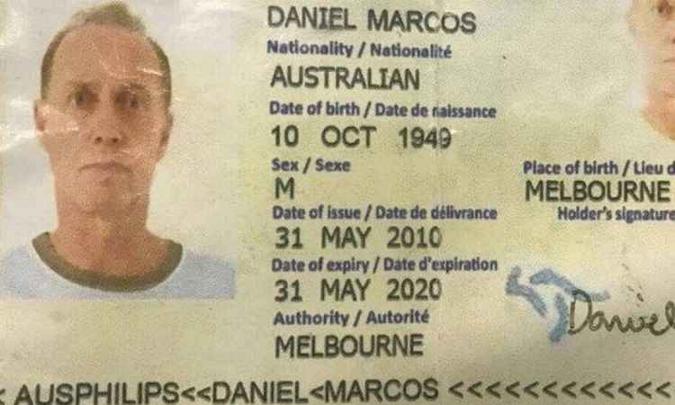 DANIEL MARCOS
Nationality / Nationalité
AUSTRALIAN
Date of birth / Date de naissance
10 OCT 1949
Sex / Sexe
M
Place of birth / Lieu d
MELBOURNE
Date of issue / Date de délivrance
Holder's signature
31 MAY 2010
Date of expiry / Date d'expiration
31 MAY 2020
Daniel
Authority / Autorité
MELBOURNE
< AUSPHILIPS<<DANIEL<MARCOS <<<<<<<<<<<<